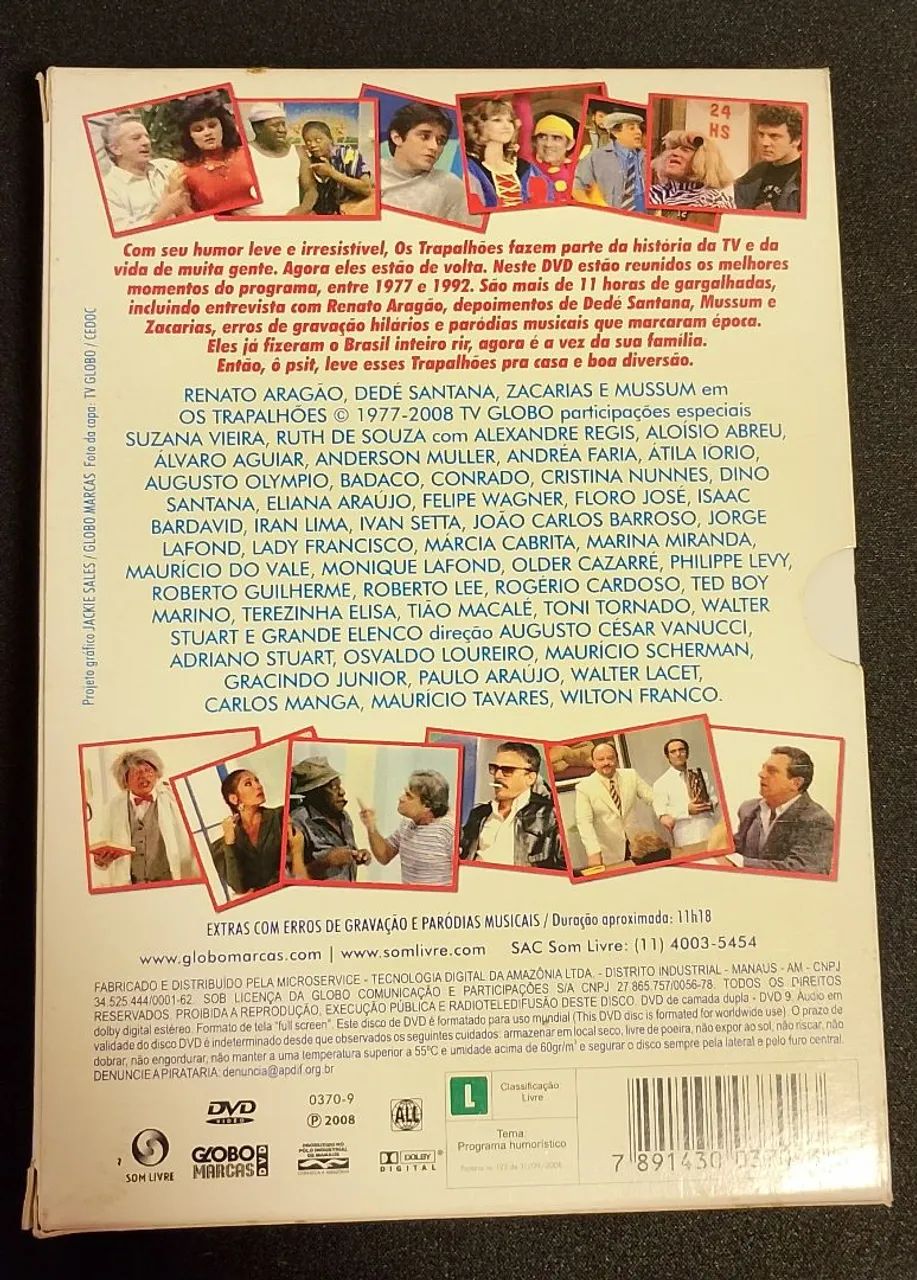 24
HS
Com seu humor leve e irresistível, Os Trapalhões fazem parte da história da TV e da
vida de muita gente. Agora eles estão de volta. Neste DVD estão reunidos os melhores
momentos do programa, entre 1977 e 1992. São mais de 11 horas de gargalhadas,
incluindo entrevista com Renato Aragão, depoimentos de Dedé Santana, Mussum e
Zacarias, erros de gravação hilários e paródias musicais que marcaram época.
Eles já fizeram o Brasil inteiro rir, agora é a vez da sua família.
Então, ô psit, leve esses Trapalhões pra casa e boa diversão.
RENATO ARAGÃO, DEDÉ SANTANA, ZACARIAS E MUSSUM em
OS TRAPALHÕES © 1977-2008 TV GLOBO participações especiais
SUZANA VIEIRA, RUTH DE SOUZA com ALEXANDRE REGIS, ALOÍSIO ABREU,
ÁLVARO AGUIAR, ANDERSON MULLER, ANDRÉA FARIA, ÁTILA IORIO,
AUGUSTO OLYMPIO, BADACO, CONRADO, CRISTINA NUNNES, DINO
SANTANA, ELIANA ARAÚJO, FELIPE WAGNER, FLORO JOSÉ, ISAAC
BARDAVID, IRAN LIMA, IVAN SETTA, JOÃO CARLOS BARROSO, JORGE
LAFOND, LADY FRANCISCO, MÁRCIA CABRITA, MARINA MIRANDA,
MAURÍCIO DO VALE, MONIQUE LAFOND, OLDER CAZARRÉ, PHILIPPE LEVY,
ROBERTO GUILHERME, ROBERTO LEE, ROGÉRIO CARDOSO, TED BOY
MARINO, TEREZINHA ELISA, TIÃO MACALÉ, TONI TORNADO, WALTER
STUART E GRANDE ELENCO direção AUGUSTO CÉSAR VANUCCI,
ADRIANO STUART, OSVALDO LOUREIRO, MAURÍCIO SCHERMAN,
GRACINDO JUNIOR, PAULO ARAÚJO, WALTER LACET,
CARLOS MANGA, MAURÍCIO TAVARES, WILTON FRANCO.
Projeto gráfico JACKIE SALES / GLOBO MARCAS Foto da capa: TV GLOBO / CEDOC
EXTRAS COM ERROS DE GRAVAÇÃO E PARÓDIAS MUSICAIS / Duração aproximada: 11h18
www.globomarcas.com | www.somlivre.com SAC Som Livre: (11) 4003-5454
FABRICADO E DISTRIBUÍDO PELA MICROSERVICE - TECNOLOGIA DIGITAL DA AMAZÔNIA LTDA. - DISTRITO INDUSTRIAL - MANAUS - AM - CNPJ
34.525.444/0001-62. SOB LICENÇA DA GLOBO COMUNICAÇÃO E PARTICIPAÇÕES S/A CNPJ 27.865.757/0056-78. TODOS OS DIREITOS
RESERVADOS. PROIBIDA A REPRODUÇÃO, EXECUÇÃO PÚBLICA E RADIOTELEDIFUSÃO DESTE DISCO. DVD de camada dupla - DVD 9. Áudio em
dolby digital estéreo. Formato de tela "full screen". Este disco de DVD é formatado para uso mundial (This DVD disc is formated for worldwide use). O prazo de
validade do disco DVD é indeterminado desde que observados os seguintes cuidados: armazenar em local seco, livre de poeira, não expor ao sol, não riscar, não
dobrar, não engordurar, não manter a uma temperatura superior a 55ºC e umidade acima de 60gr/m³ e segurar o disco sempre pela lateral e pelo furo central.
DENUNCIE A PIRATARIA: denuncia@apdif.org.br
DVD
VIDEO
0370-9
℗ 2008
ALL
L
Classificação
Livre
Tema:
Programa humorístico
SOM LIVRE
GLOBO
MARCAS
DVD
PRODUZIDO NO
PÓLO INDUSTRIAL
DE MANAUS
CONHEÇA A AMAZÔNIA
DOLBY
DIGITAL
7 891430